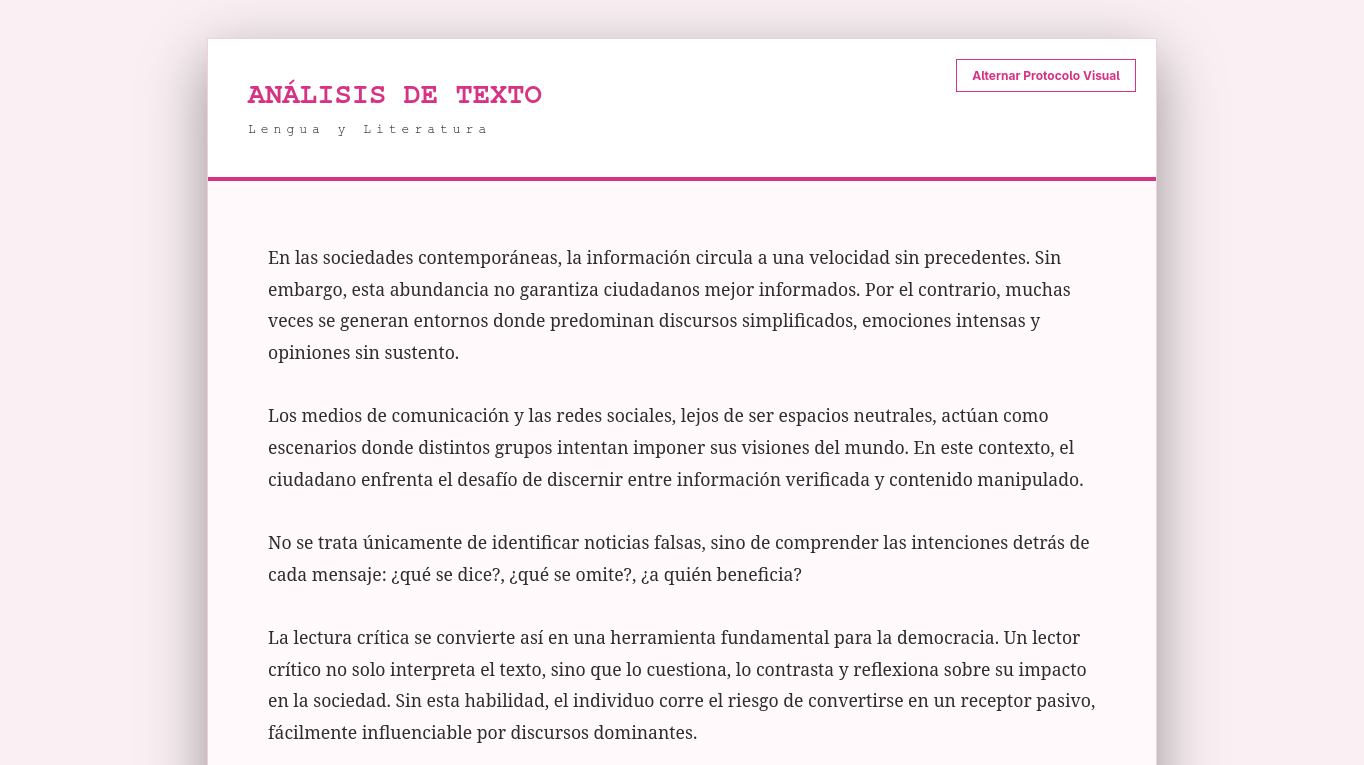 ANÁLISIS DE TEXTO
Lengua y Literatura
Alternar Protocolo Visual
En las sociedades contemporáneas, la información circula a una velocidad sin precedentes. Sin
embargo, esta abundancia no garantiza ciudadanos mejor informados. Por el contrario, muchas
veces se generan entornos donde predominan discursos simplificados, emociones intensas y
opiniones sin sustento.
Los medios de comunicación y las redes sociales, lejos de ser espacios neutrales, actúan como
escenarios donde distintos grupos intentan imponer sus visiones del mundo. En este contexto, el
ciudadano enfrenta el desafío de discernir entre información verificada y contenido manipulado.
No se trata únicamente de identificar noticias falsas, sino de comprender las intenciones detrás de
cada mensaje: ¿qué se dice?, ¿qué se omite?, ¿a quién beneficia?
La lectura crítica se convierte así en una herramienta fundamental para la democracia. Un lector
crítico no solo interpreta el texto, sino que lo cuestiona, lo contrasta y reflexiona sobre su impacto
en la sociedad. Sin esta habilidad, el individuo corre el riesgo de convertirse en un receptor pasivo,
fácilmente influenciable por discursos dominantes.